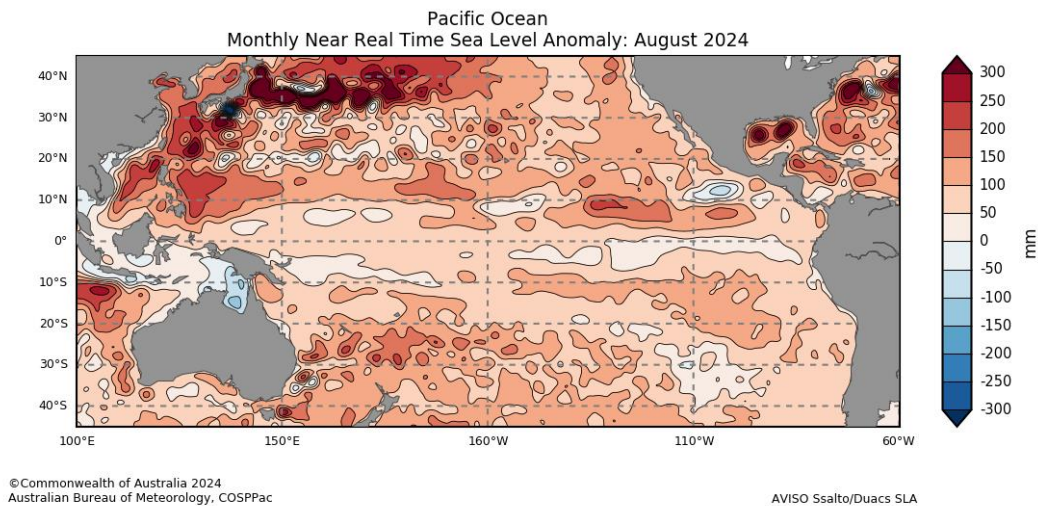 Pacific Ocean
Monthly Near Real Time Sea Level Anomaly: August 2024
40°N
30°N
20°N
10°N
0°
10°S
20°S
30°S
40°S
100°E 150°E 160°W 110°W 60°W
300
250
200
150
100
50
0
-50
-100
-150
-200
-250
-300
mm
©Commonwealth of Australia 2024
Australian Bureau of Meteorology, COSPPac
AVISO Ssalto/Duacs SLA